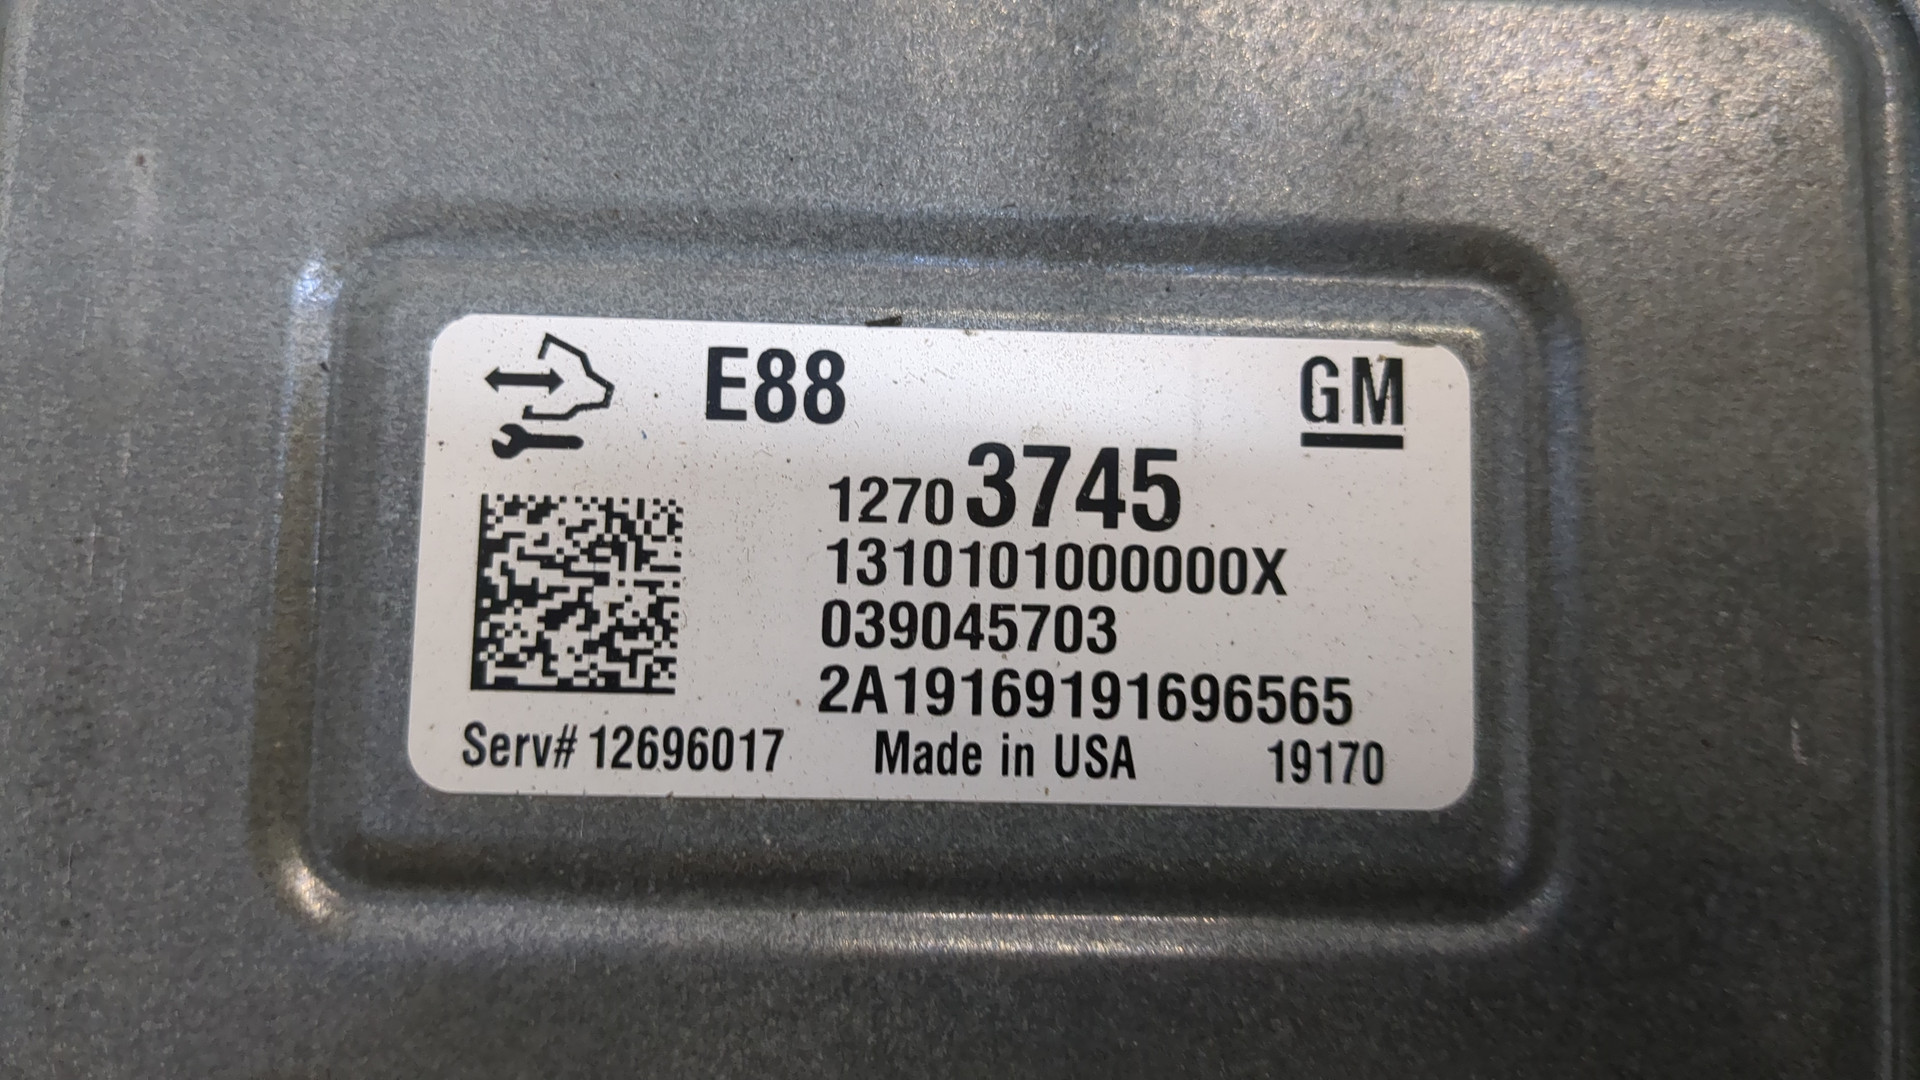 E88 GM
12703745
1310101000000X
039045703
2A19169191696565
Serv# 12696017 Made in USA 19170